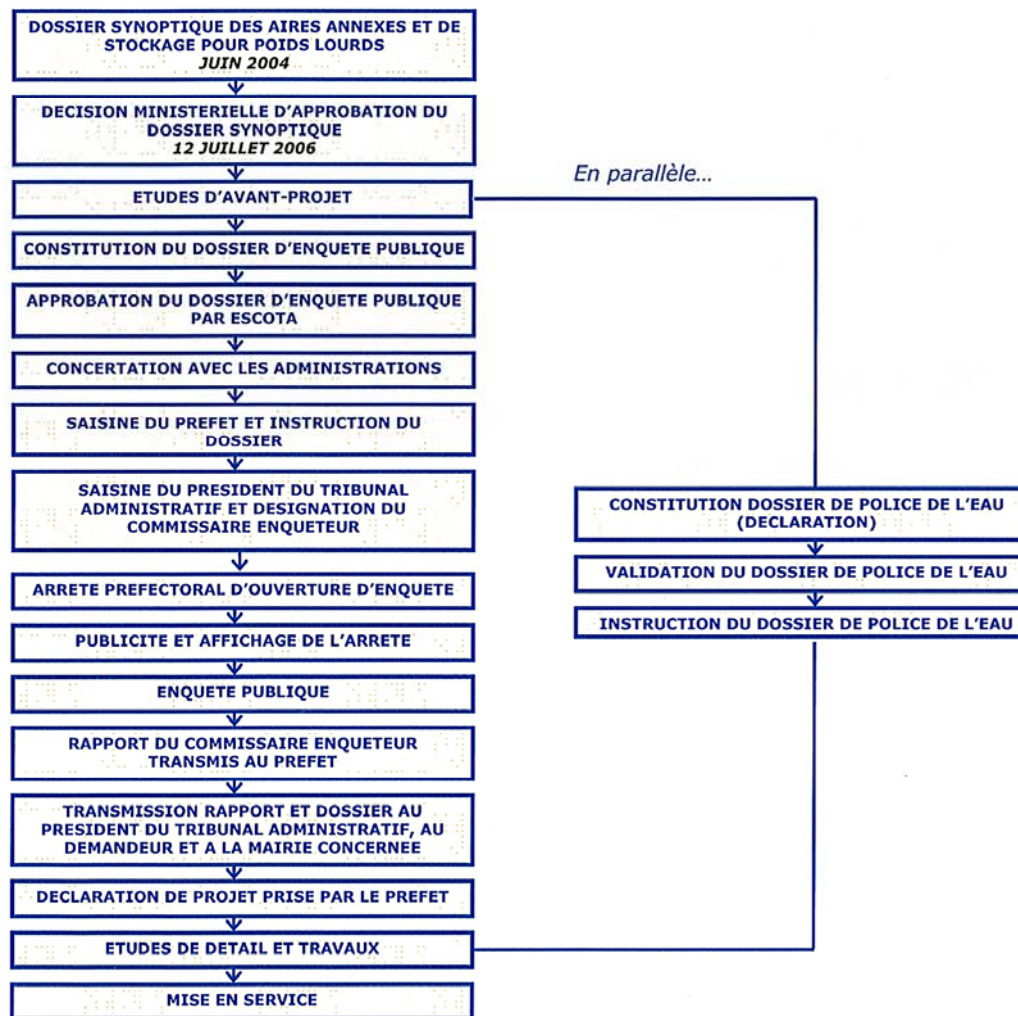 DOSSIER SYNOPTIQUE DES AIRES ANNEXES ET DE
STOCKAGE POUR POIDS LOURDS
JUIN 2004
DECISION MINISTERIELLE D'APPROBATION DU
DOSSIER SYNOPTIQUE
12 JUILLET 2006
En parallèle...
ETUDES D'AVANT-PROJET
CONSTITUTION DU DOSSIER D'ENQUETE PUBLIQUE
APPROBATION DU DOSSIER D'ENQUETE PUBLIQUE
PAR ESCOTA
CONCERTATION AVEC LES ADMINISTRATIONS
SAISINE DU PREFET ET INSTRUCTION DU
DOSSIER
SAISINE DU PRESIDENT DU TRIBUNAL
ADMINISTRATIF ET DESIGNATION DU
COMMISSAIRE ENQUETEUR
ARRETE PREFECTORAL D'OUVERTURE D'ENQUETE
PUBLICITE ET AFFICHAGE DE L'ARRETE
ENQUETE PUBLIQUE
RAPPORT DU COMMISSAIRE ENQUETEUR
TRANSMIS AU PREFET
TRANSMISSION RAPPORT ET DOSSIER AU
PRESIDENT DU TRIBUNAL ADMINISTRATIF, AU
DEMANDEUR ET A LA MAIRIE CONCERNEE
DECLARATION DE PROJET PRISE PAR LE PREFET
ETUDES DE DETAIL ET TRAVAUX
MISE EN SERVICE
CONSTITUTION DOSSIER DE POLICE DE L'EAU
(DECLARATION)
VALIDATION DU DOSSIER DE POLICE DE L'EAU
INSTRUCTION DU DOSSIER DE POLICE DE L'EAU